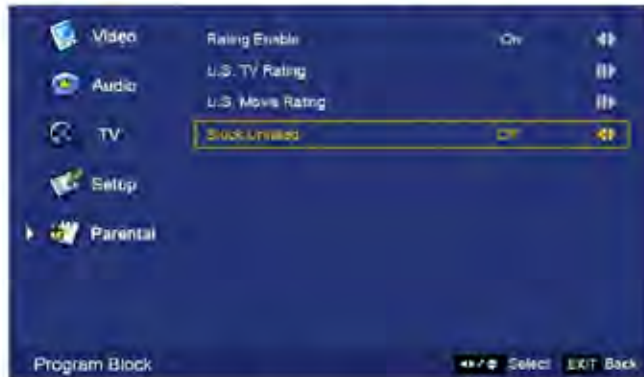 Video
Audio
TV
Setup
Parental
Rating Enable On
U.S. TV Rating
U.S. Movie Rating
Block Unrated Off
Program Block
Select EXIT Back